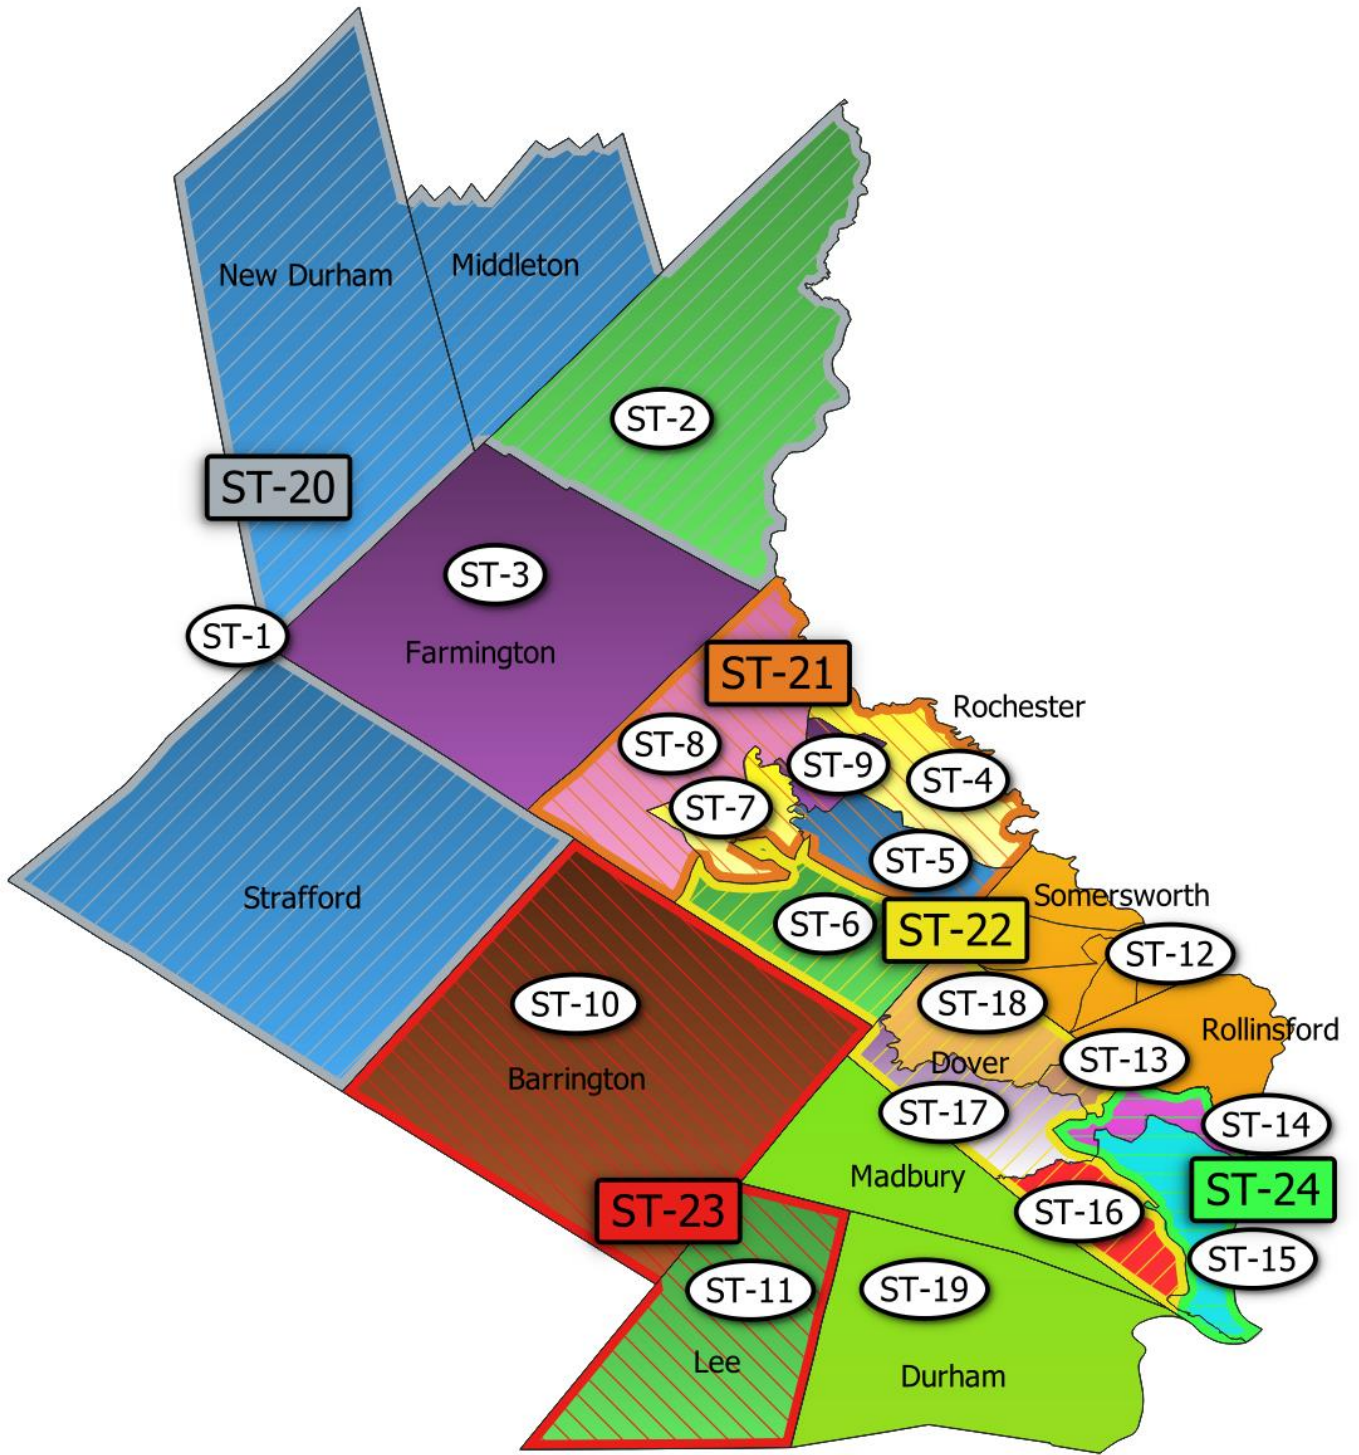 New Durham
Middleton
ST-2
ST-20
ST-3
ST-1
Farmington
ST-21
Rochester
ST-8
ST-9
ST-4
ST-7
ST-5
Strafford
Somersworth
ST-6
ST-22
ST-12
ST-10
ST-18
Rollinsford
Dover
ST-13
Barrington
ST-17
ST-14
Madbury
ST-24
ST-23
ST-16
ST-15
ST-11
ST-19
Lee
Durham